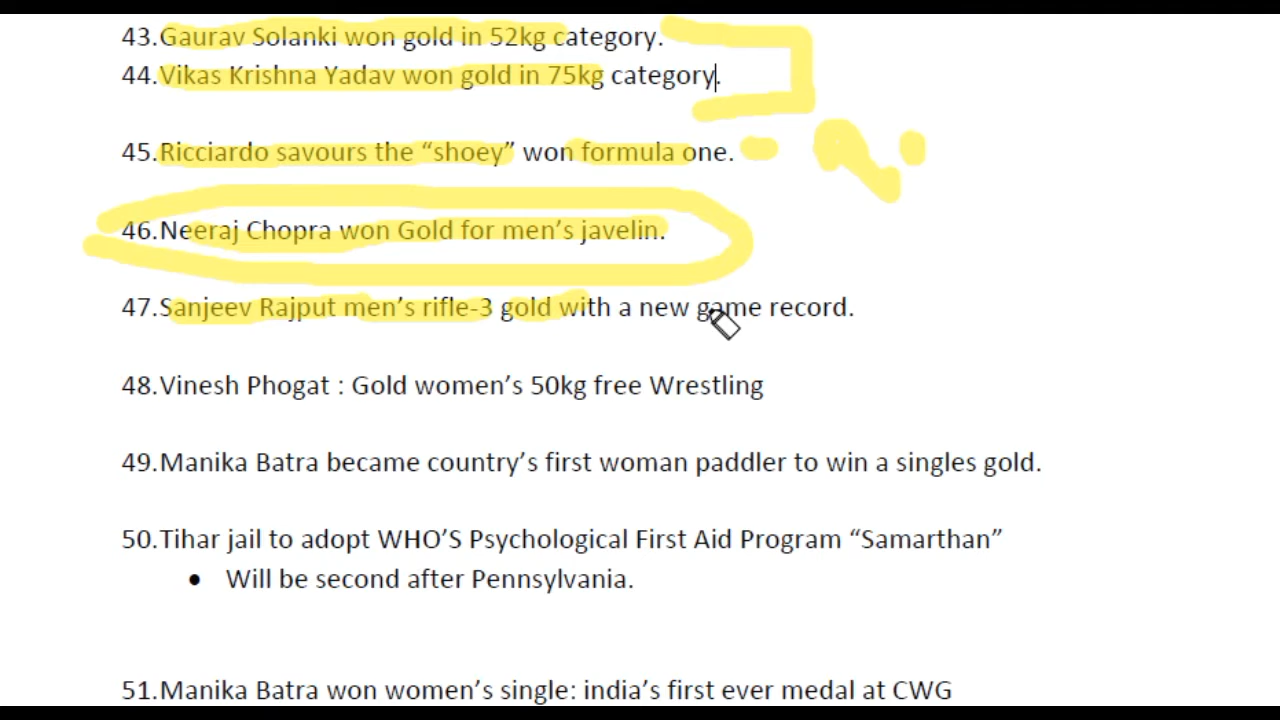 43.Gaurav Solanki won gold in 52kg category.
44.Vikas Krishna Yadav won gold in 75kg category.
45.Ricciardo savours the “shoey” won formula one.
46.Neeraj Chopra won Gold for men’s javelin.
47.Sanjeev Rajput men’s rifle-3 gold with a new game record.
48.Vinesh Phogat : Gold women’s 50kg free Wrestling
49.Manika Batra became country’s first woman paddler to win a singles gold.
50.Tihar jail to adopt WHO’S Psychological First Aid Program “Samarthan”
• Will be second after Pennsylvania.
51.Manika Batra won women’s single: india’s first ever medal at CWG